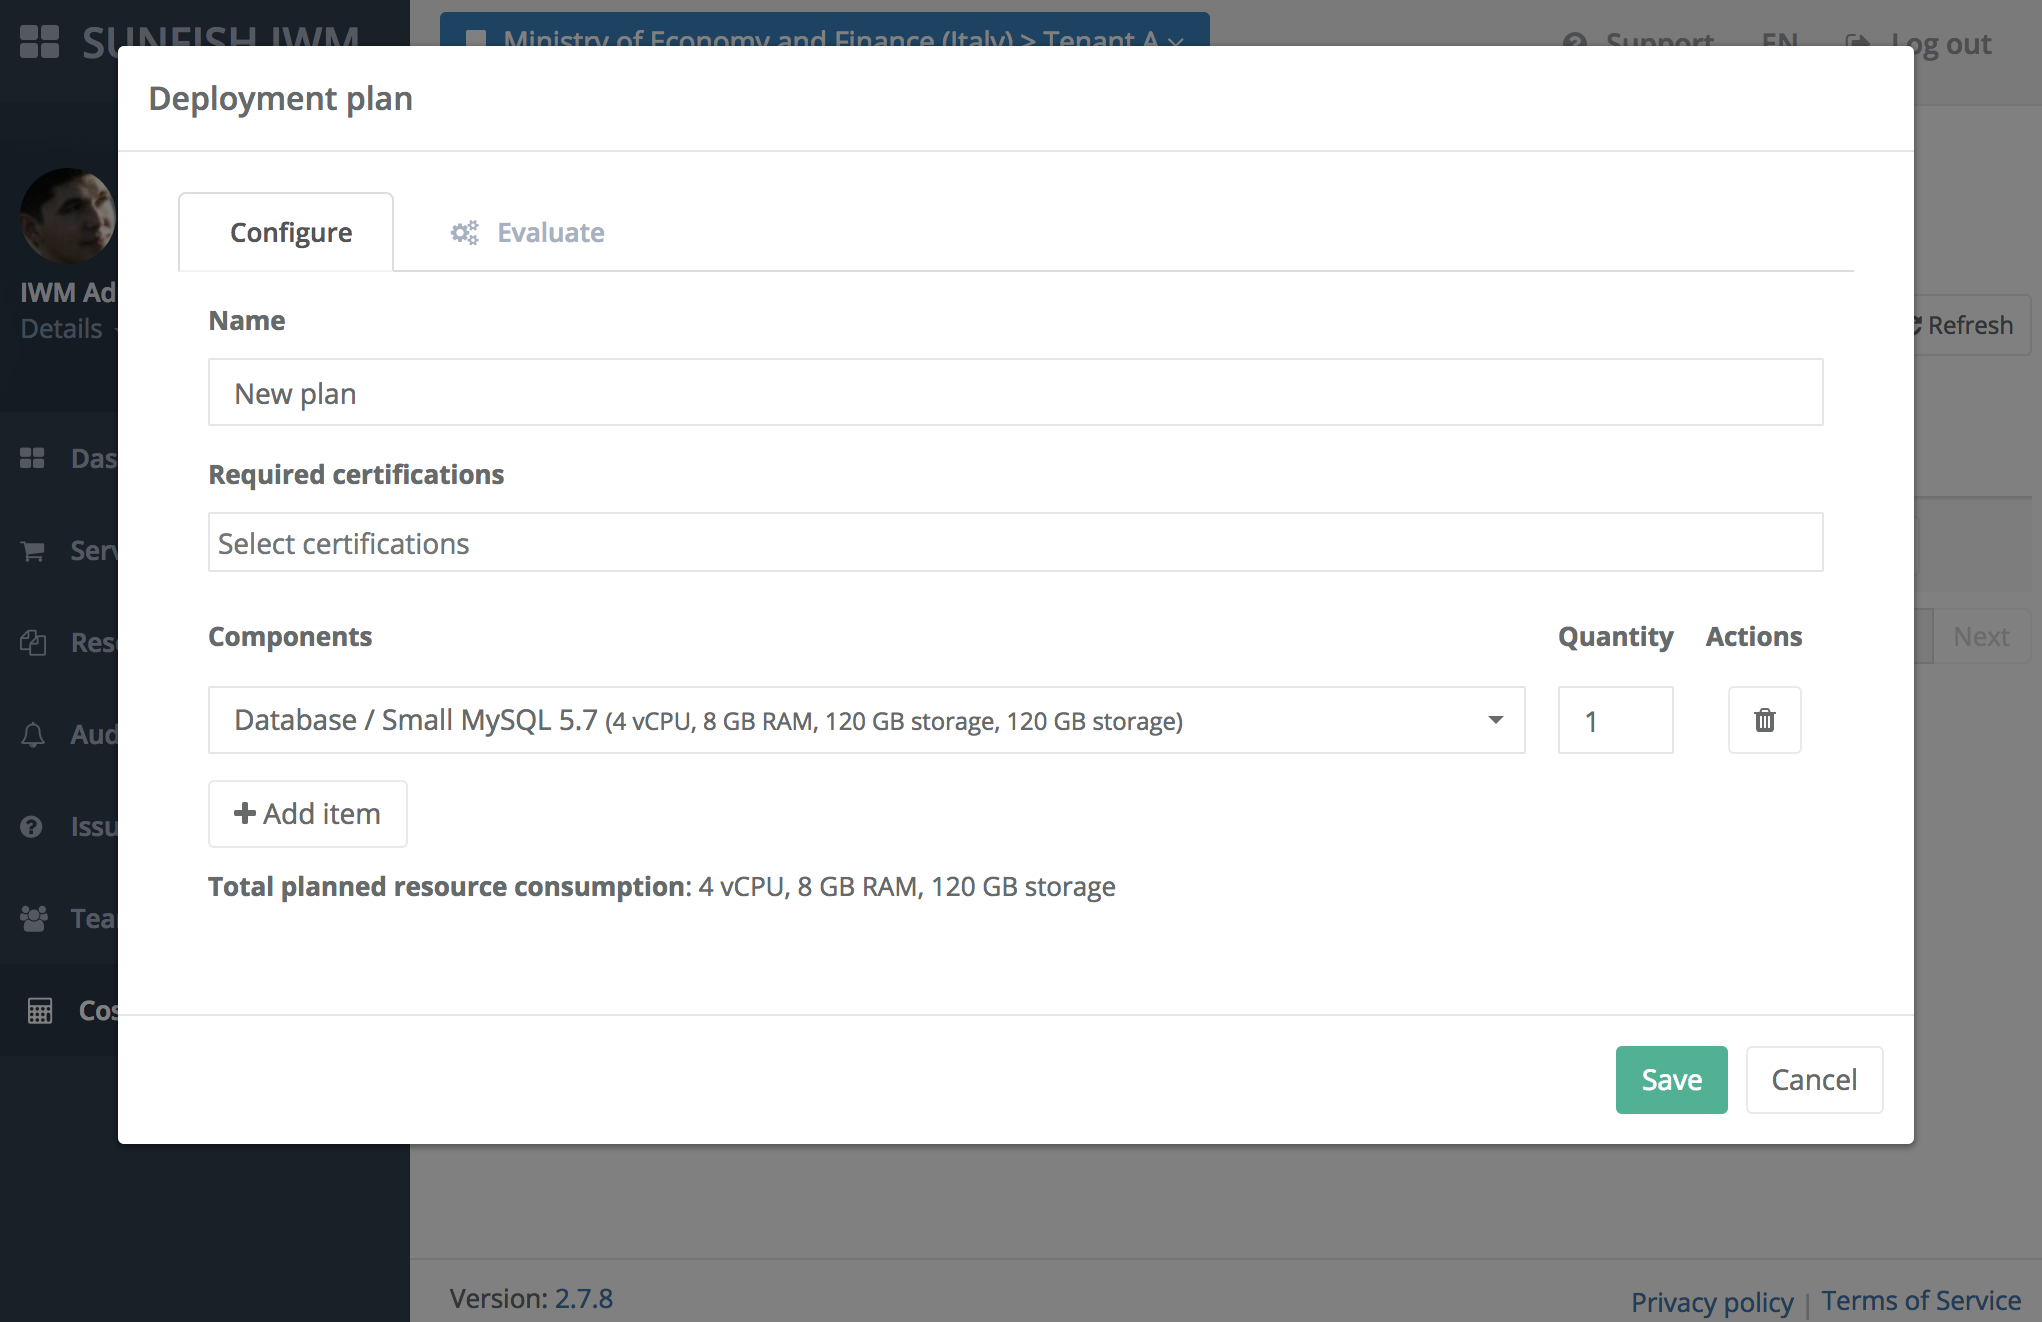 SUNFISH IWM
Ministry of Economy and Finance (Italy) > Tenant A
Support
EN
Log out
Deployment plan
Configure
Evaluate
IWM Ad
Details
Name
Refresh
New plan
Das
Required certifications
Select certifications
Serv
Components
Quantity
Actions
Res
Next
Database / Small MySQL 5.7 (4 vCPU, 8 GB RAM, 120 GB storage, 120 GB storage)
1
Aud
Add item
Issu
Total planned resource consumption: 4 vCPU, 8 GB RAM, 120 GB storage
Tea
Cos
Save
Cancel
Version: 2.7.8
Privacy policy | Terms of Service